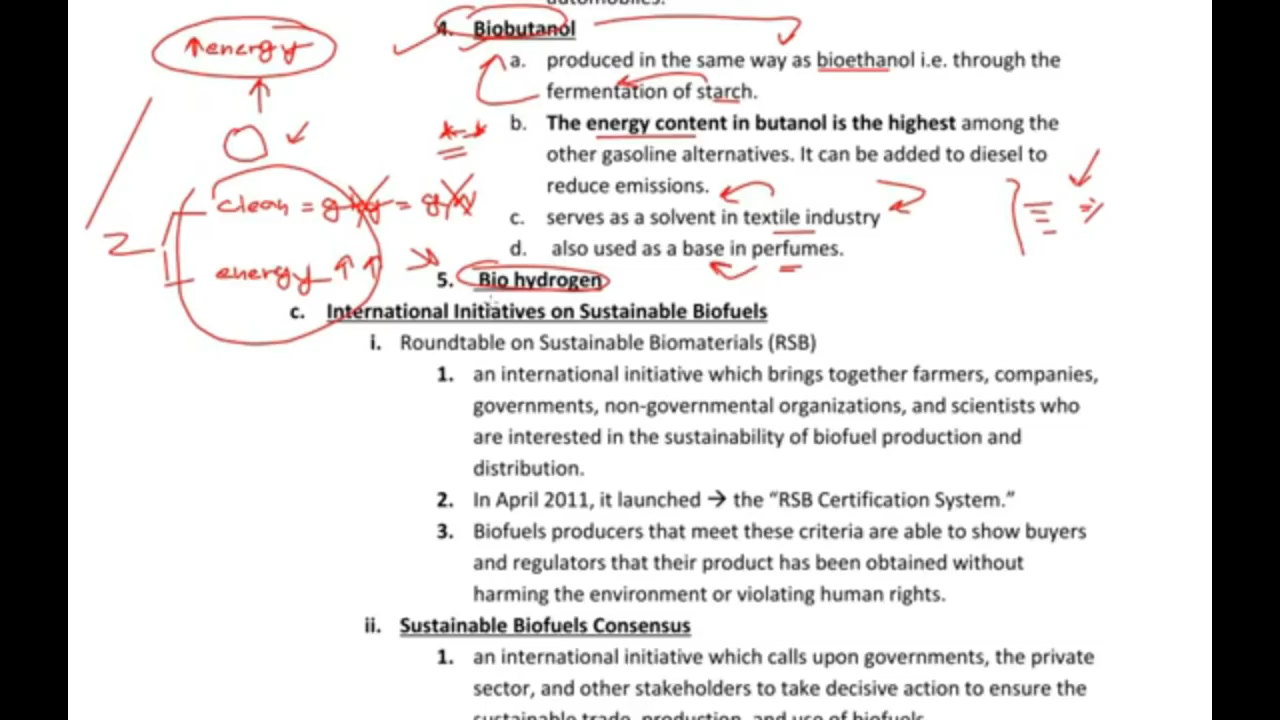 automobiles.
4. Biobutanol
↑energy
a. produced in the same way as bioethanol i.e. through the
fermentation of starch.
b. The energy content in butanol is the highest among the
other gasoline alternatives. It can be added to diesel to
reduce emissions.
clean =
c. serves as a solvent in textile industry
2
d. also used as a base in perfumes.
energy ↑ ↑
5. Bio hydrogen
c. International Initiatives on Sustainable Biofuels
i. Roundtable on Sustainable Biomaterials (RSB)
1. an international initiative which brings together farmers, companies,
governments, non-governmental organizations, and scientists who
are interested in the sustainability of biofuel production and
distribution.
2. In April 2011, it launched → the “RSB Certification System.”
3. Biofuels producers that meet these criteria are able to show buyers
and regulators that their product has been obtained without
harming the environment or violating human rights.
ii. Sustainable Biofuels Consensus
1. an international initiative which calls upon governments, the private
sector, and other stakeholders to take decisive action to ensure the
sustainable trade, production, and use of biofuels